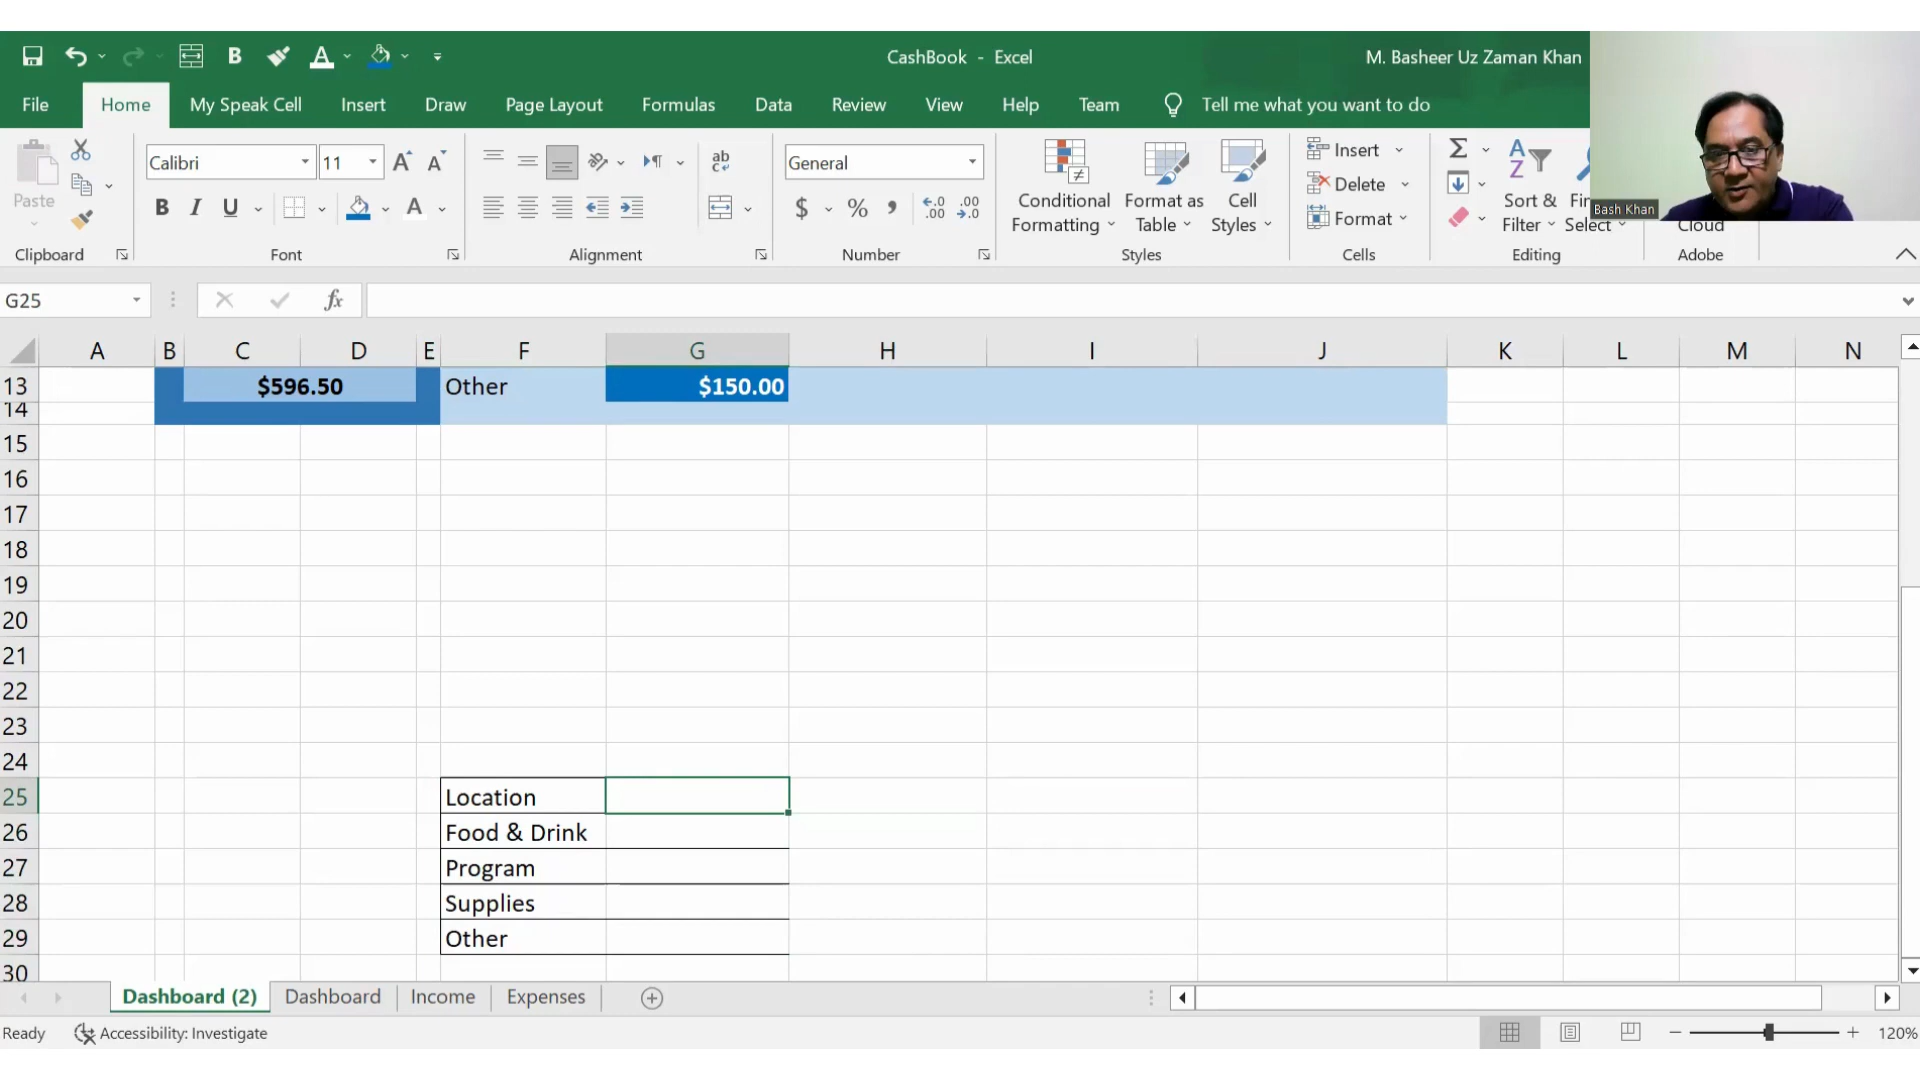 CashBook - Excel
M. Basheer Uz Zaman Khan
File Home My Speak Cell Insert Draw Page Layout Formulas Data Review View Help Team Tell me what you want to do
Paste
Calibri 11
B I U
ab
General
$ % ,
Conditional Formatting
Format as Table
Cell Styles
Insert
Delete
Format
Sort & Filter
Select
Cloud
Bash Khan
Clipboard Font Alignment Number Styles Cells Editing Adobe
G25 fx
A B C D E F G H I J K L M N
13 $596.50 Other $150.00
14
15
16
17
18
19
20
21
22
23
24
25 Location
26 Food & Drink
27 Program
28 Supplies
29 Other
30
Dashboard (2) Dashboard Income Expenses
Ready Accessibility: Investigate 120%